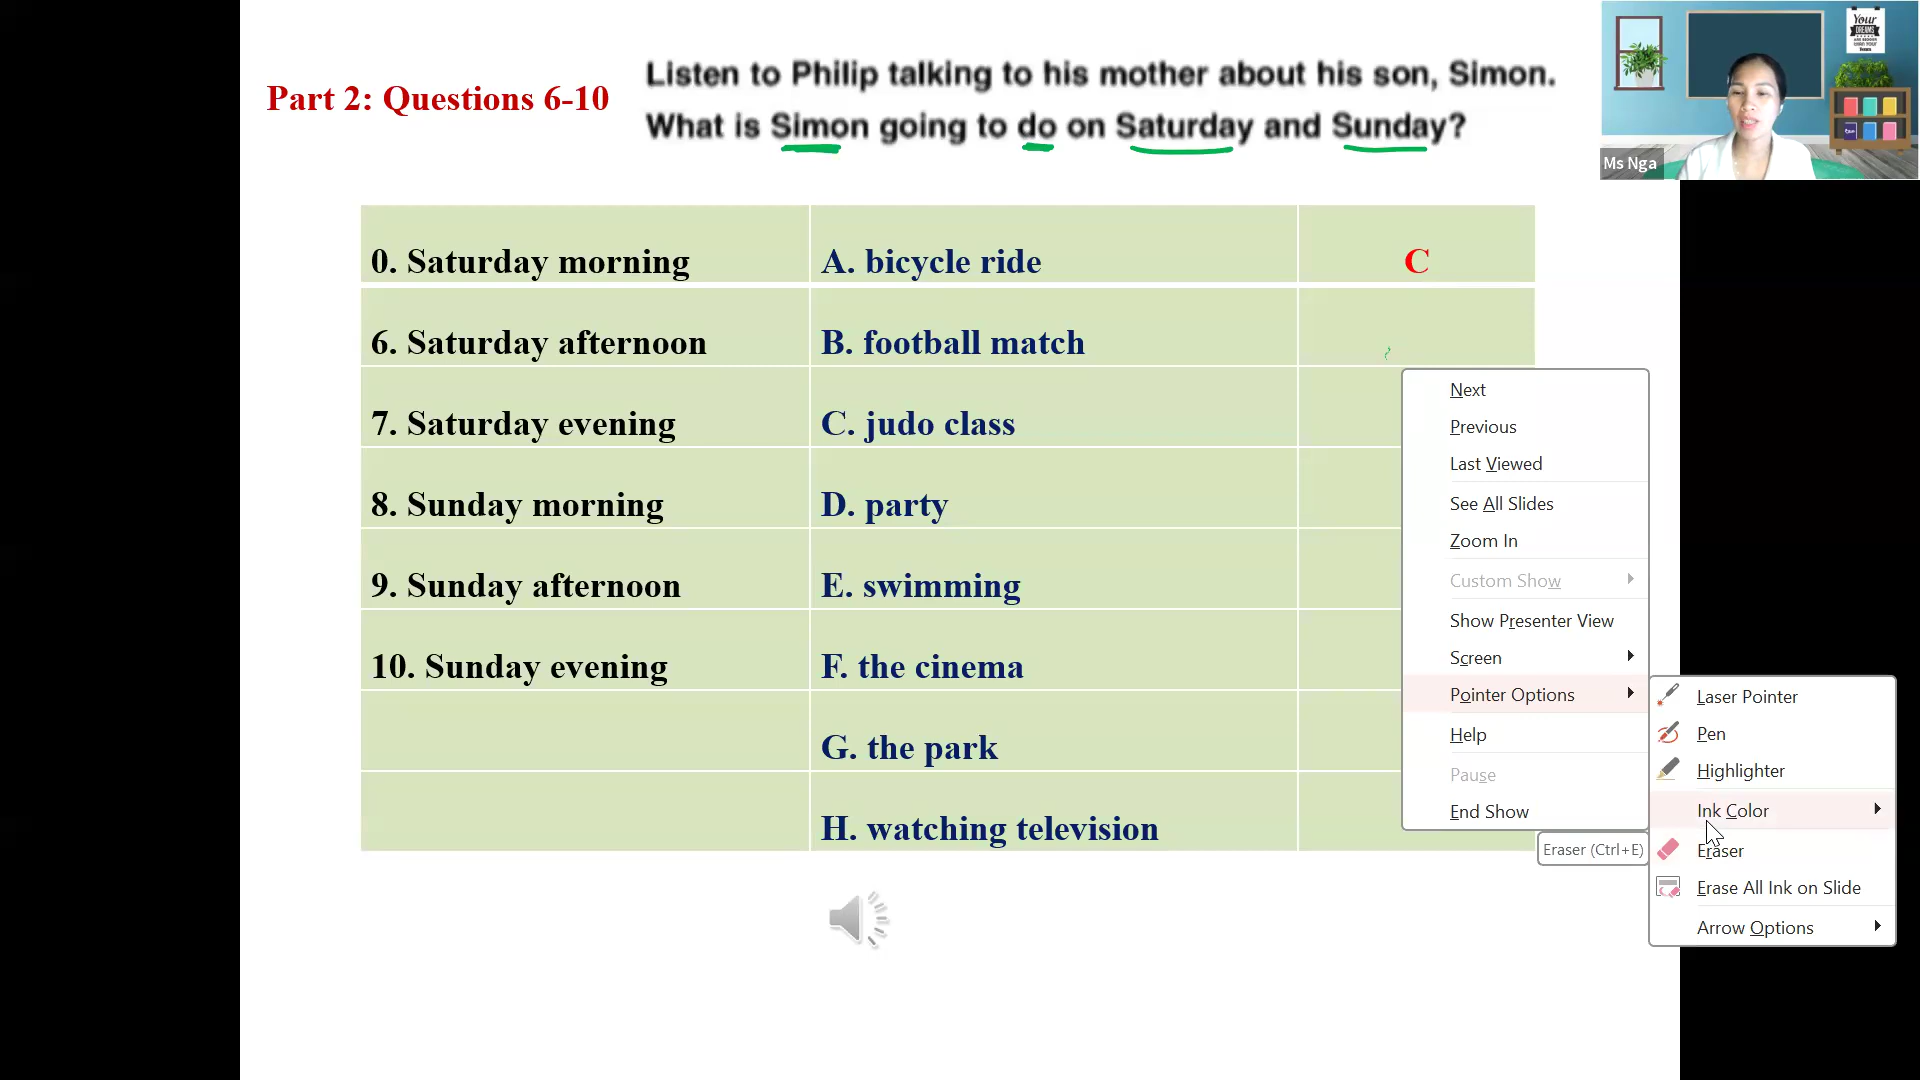 Part 2: Questions 6-10
Listen to Philip talking to his mother about his son, Simon.
What is Simon going to do on Saturday and Sunday?
Your
DREAMS
Ms Nga
0. Saturday morning A. bicycle ride C
6. Saturday afternoon B. football match
7. Saturday evening C. judo class
8. Sunday morning D. party
9. Sunday afternoon E. swimming
10. Sunday evening F. the cinema
G. the park
H. watching television
Next
Previous
Last Viewed
See All Slides
Zoom In
Custom Show
Show Presenter View
Screen
Pointer Options
Help
Pause
End Show
Laser Pointer
Pen
Highlighter
Ink Color
Eraser
Erase All Ink on Slide
Arrow Options
Eraser (Ctrl+E)